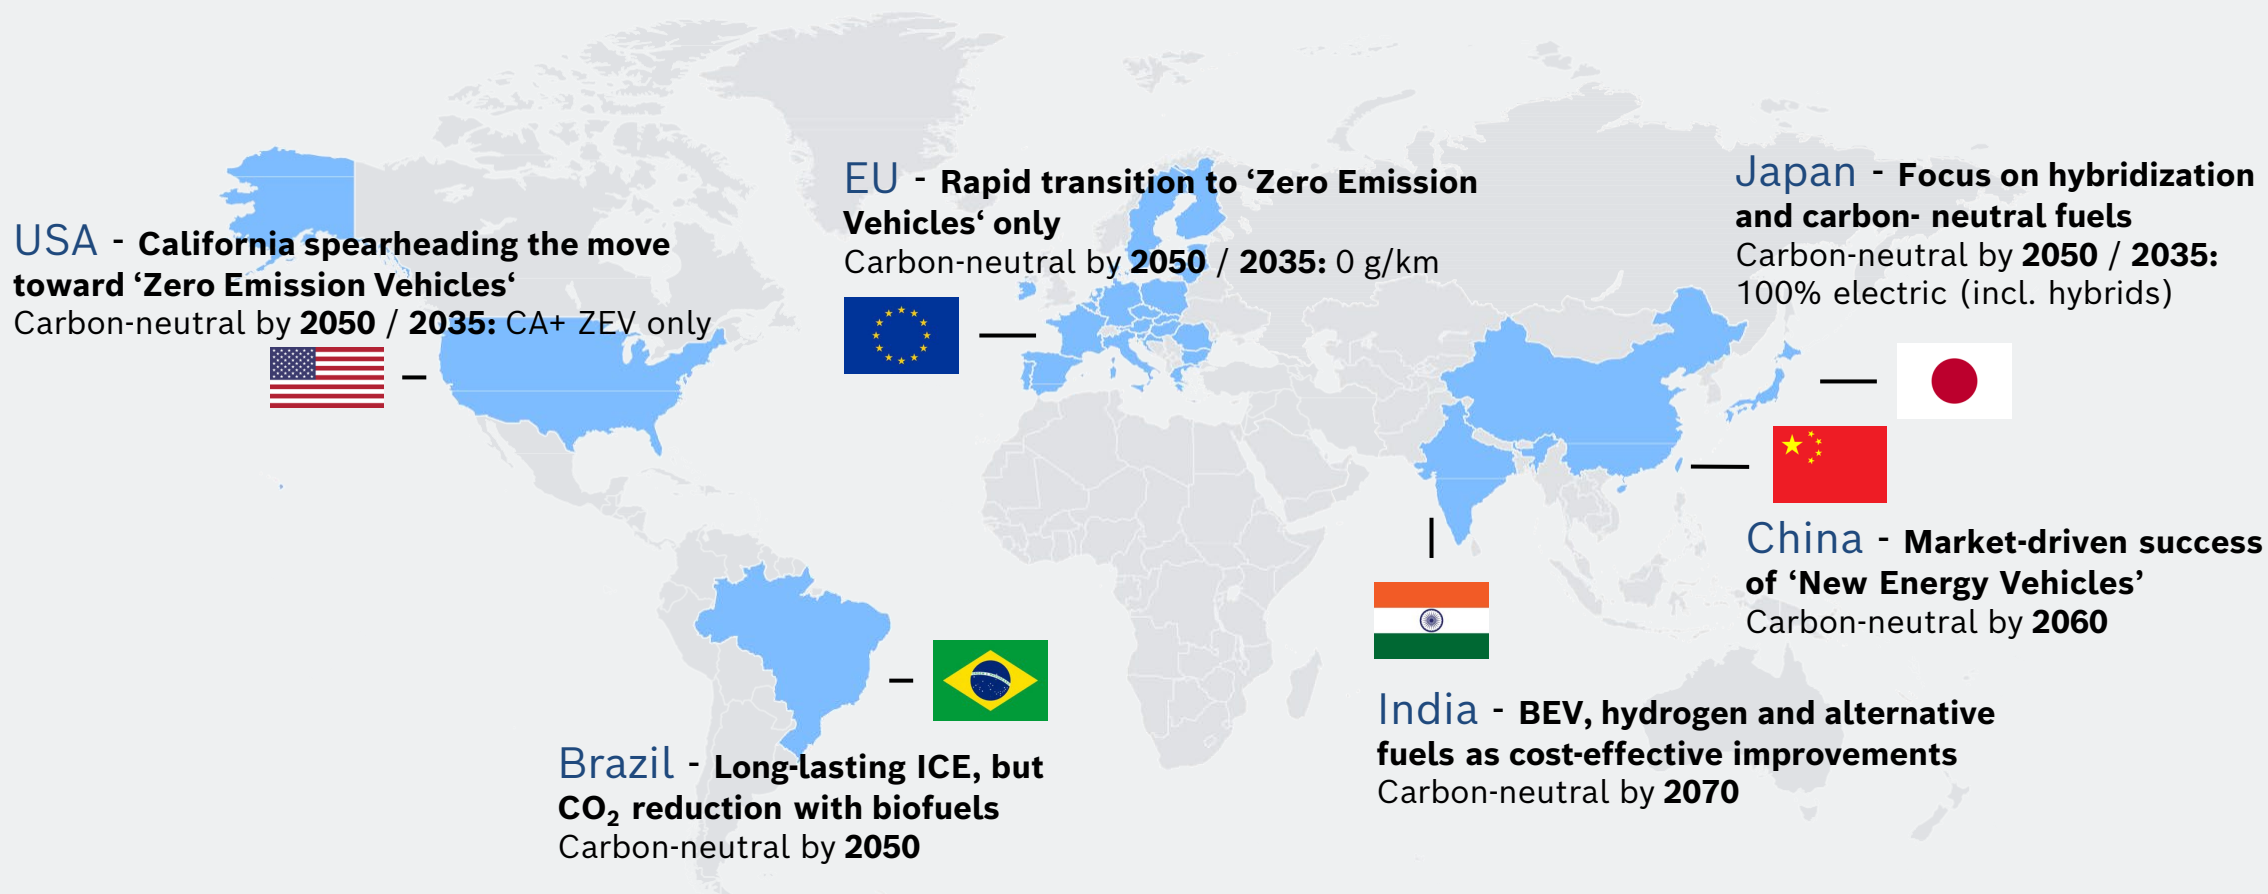 USA - California spearheading the move
toward ‘Zero Emission Vehicles‘
Carbon-neutral by 2050 / 2035: CA+ ZEV only
EU - Rapid transition to ‘Zero Emission
Vehicles‘ only
Carbon-neutral by 2050 / 2035: 0 g/km
Japan - Focus on hybridization
and carbon- neutral fuels
Carbon-neutral by 2050 / 2035:
100% electric (incl. hybrids)
China - Market-driven success
of ‘New Energy Vehicles’
Carbon-neutral by 2060
India - BEV, hydrogen and alternative
fuels as cost-effective improvements
Carbon-neutral by 2070
Brazil - Long-lasting ICE, but
CO₂ reduction with biofuels
Carbon-neutral by 2050